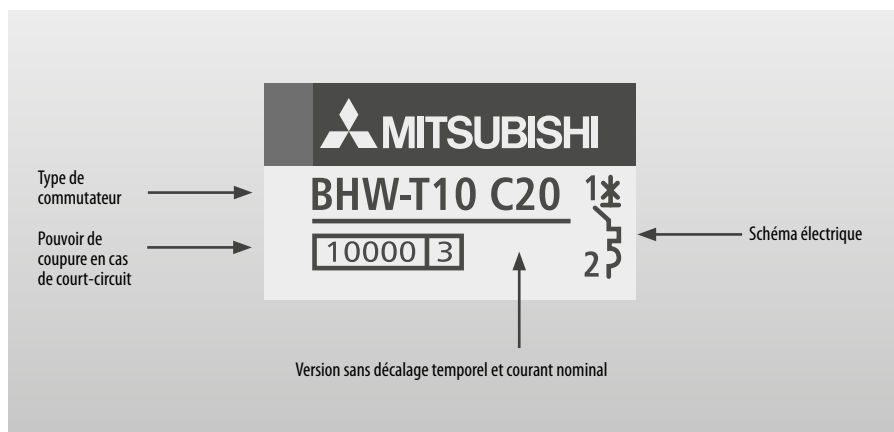 MITSUBISHI
Type de
commutateur
BHW-T10 C20
1
Pouvoir de
coupure en cas
de court-circuit
10000 3
2
Schéma électrique
Version sans décalage temporel et courant nominal